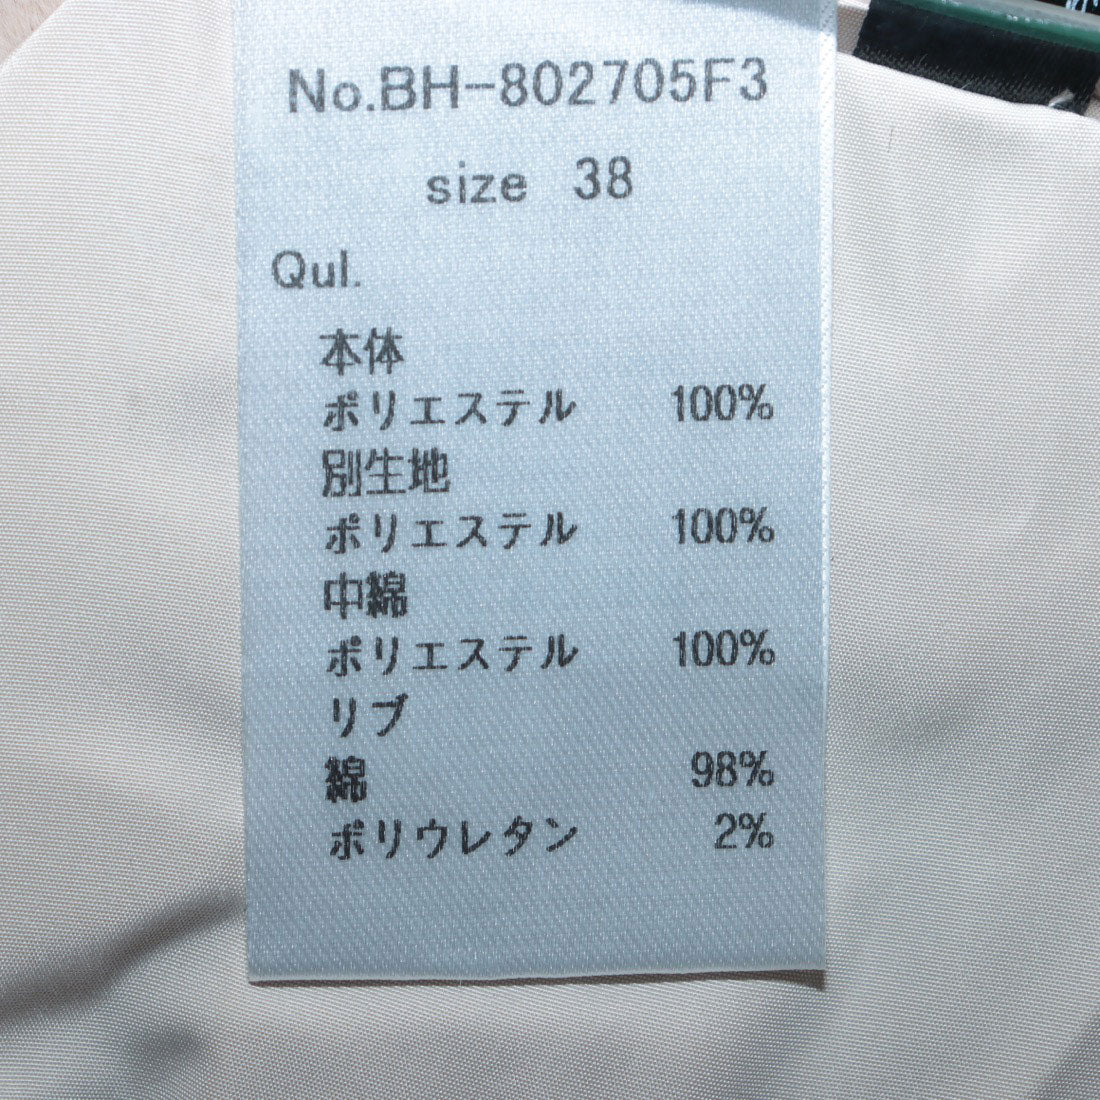 No.BH-802705F3
size 38
Qul.
本体
ポリエステル 100%
別生地
ポリエステル 100%
中綿
ポリエステル 100%
リブ
綿 98%
ポリウレタン 2%